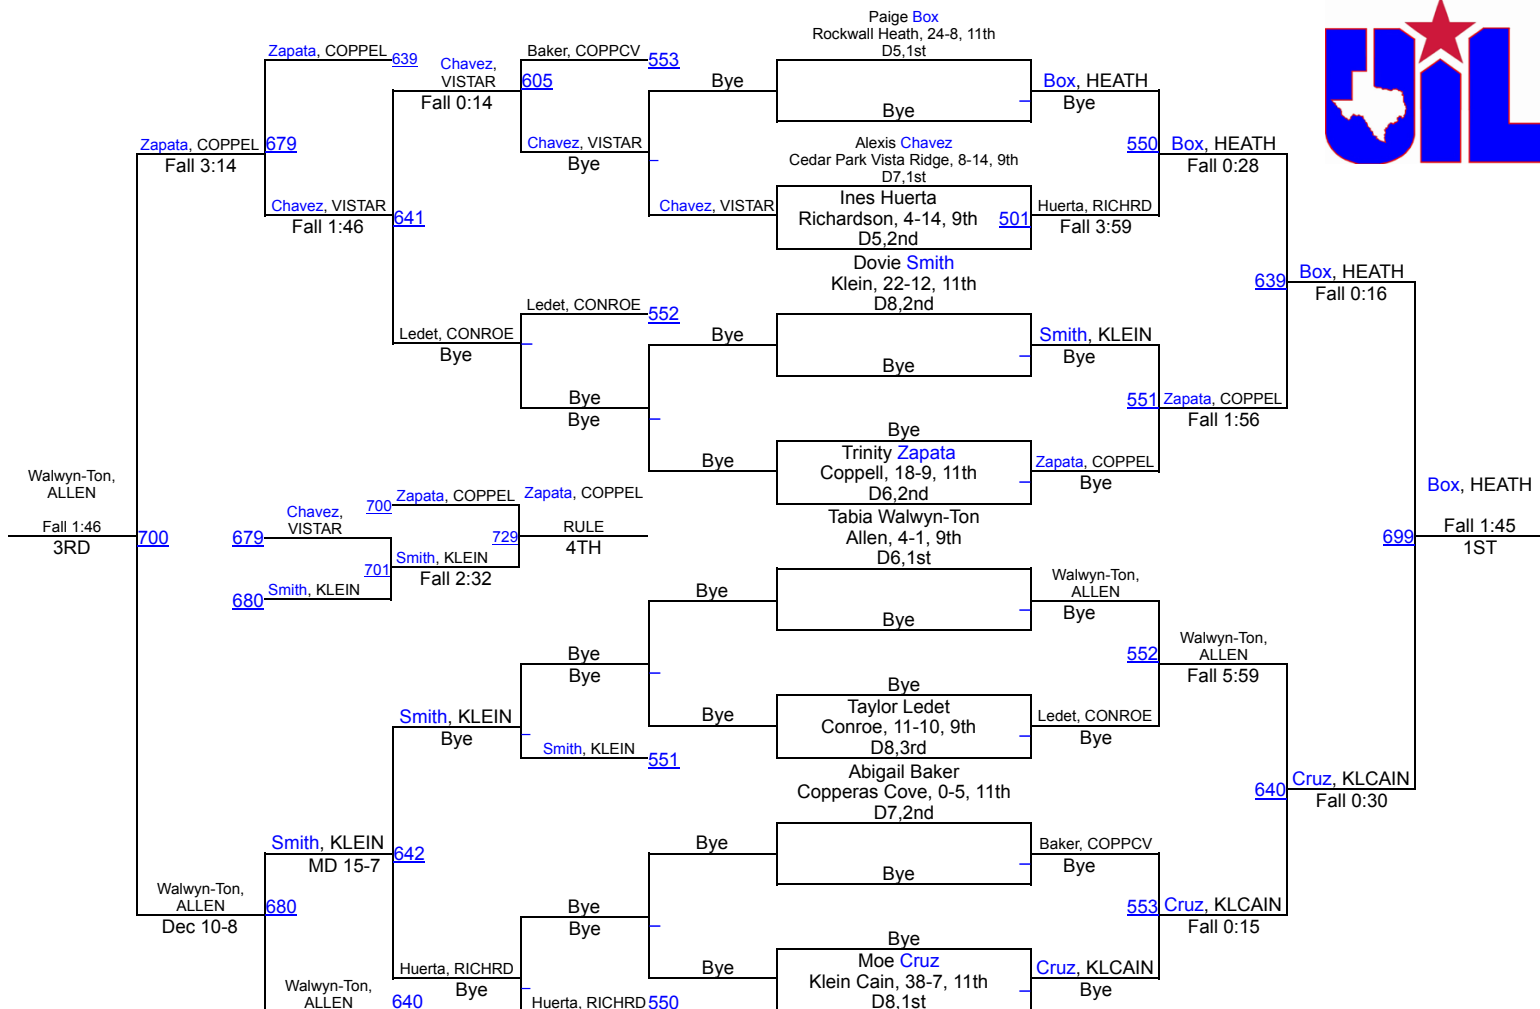 Paige Box
Rockwall Heath, 24-8, 11th
D5,1st
UIL
Zapata, COPPEL
639
Chavez,
VISTAR
Fall 0:14
Baker, COPPCV
553
605
Bye
Bye
Box, HEATH
Bye
Zapata, COPPEL
Fall 3:14
679
Chavez, VISTAR
Bye
Alexis Chavez
Cedar Park Vista Ridge, 8-14, 9th
D7,1st
550
Box, HEATH
Fall 0:28
Chavez, VISTAR
Fall 1:46
641
Chavez, VISTAR
Ines Huerta
Richardson, 4-14, 9th
D5,2nd
501
Huerta, RICHRD
Fall 3:59
Dovie Smith
Klein, 22-12, 11th
D8,2nd
639
Box, HEATH
Fall 0:16
Ledet, CONROE
552
Ledet, CONROE
Bye
Bye
Bye
Smith, KLEIN
Bye
Bye
Bye
551
Zapata, COPPEL
Fall 1:56
Bye
Bye
Trinity Zapata
Coppell, 18-9, 11th
D6,2nd
Zapata, COPPEL
Bye
Walwyn-Ton,
ALLEN
Fall 1:46
3RD
700
Chavez,
VISTAR
679
700
Zapata, COPPEL
Zapata, COPPEL
729
RULE
4TH
701
Smith, KLEIN
Fall 2:32
680
Smith, KLEIN
Box, HEATH
699
Fall 1:45
1ST
Tabia Walwyn-Ton
Allen, 4-1, 9th
D6,1st
Bye
Bye
Walwyn-Ton,
ALLEN
Bye
Bye
Bye
552
Walwyn-Ton,
ALLEN
Fall 5:59
Smith, KLEIN
Bye
Smith, KLEIN
551
Bye
Bye
Taylor Ledet
Conroe, 11-10, 9th
D8,3rd
Ledet, CONROE
Bye
Abigail Baker
Copperas Cove, 0-5, 11th
D7,2nd
640
Cruz, KLCAIN
Fall 0:30
Smith, KLEIN
MD 15-7
642
Bye
Bye
Baker, COPPCV
Bye
Walwyn-Ton,
ALLEN
Dec 10-8
680
Bye
Bye
553
Cruz, KLCAIN
Fall 0:15
Huerta, RICHRD
Bye
Bye
Bye
Moe Cruz
Klein Cain, 38-7, 11th
D8,1st
Cruz, KLCAIN
Bye
Walwyn-Ton,
ALLEN
640
Huerta, RICHRD
550